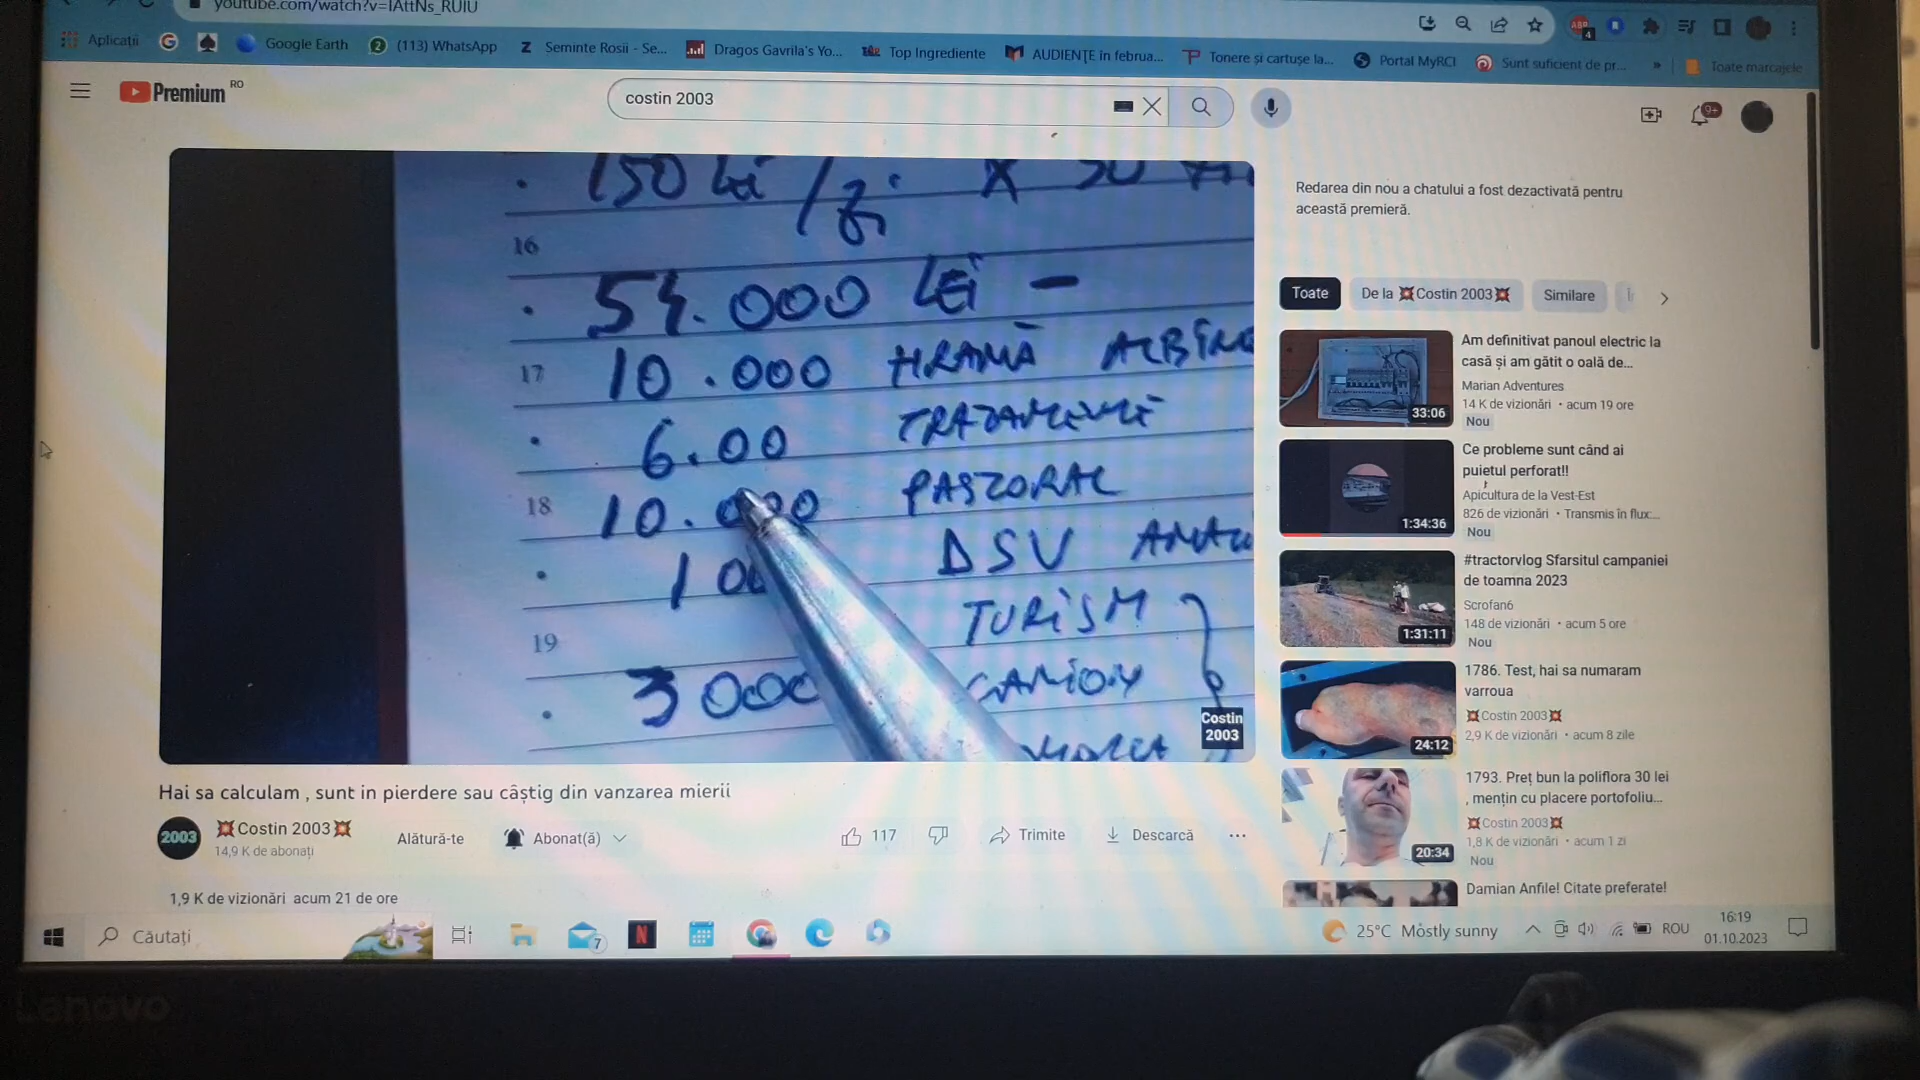 youtube.com/watch?v=IAttNs_RUIU
Aplicații
Google Earth
(113) WhatsApp
Seminte Rosii - Se...
Dragos Gavrila's Yo...
Top Ingrediente
AUDIENȚE in februa...
Tonere și cartușe la...
Portal MyRCI
Sunt suficient de pr...
»
Toate marcajele
Premium RO
costin 2003
9+
150 Lei / zi X 30
16
54.000 LEI -
17 10.000 HRANĂ
6.00 TRATAMENTE
18 10.000 PASTORAL
100 DSV
TURISM
19
3000 CAMION
Costin
2003
Redarea din nou a chatului a fost dezactivată pentru
această premieră.
Toate
De la 💥Costin 2003💥
Similare
Am definitivat panoul electric la
casă și am gătit o oală de...
Marian Adventures
14 K de vizionări • acum 19 ore
Nou
33:06
Ce probleme sunt când ai
puietul perforat!!
Apicultura de la Vest-Est
826 de vizionări • Transmis în flux:...
Nou
1:34:36
#tractorvlog Sfarsitul campaniei
de toamna 2023
Scrofan6
148 de vizionări • acum 5 ore
Nou
1:31:11
1786. Test, hai sa numaram
varroua
💥Costin 2003💥
2,9 K de vizionări • acum 8 zile
24:12
1793. Preț bun la poliflora 30 lei
, mențin cu placere portofoliu...
💥Costin 2003💥
1,8 K de vizionări • acum 1 zi
Nou
20:34
Damian Anfile! Citate preferate!
Hai sa calculam , sunt in pierdere sau câștig din vanzarea mierii
2003
💥Costin 2003💥
14,9 K de abonați
Alătură-te
Abonat(ă)
117
Trimite
Descarcă
...
1,9 K de vizionări acum 21 de ore
Căutați
7
25°C Mostly sunny
ROU
16:19
01.10.2023
Lenovo